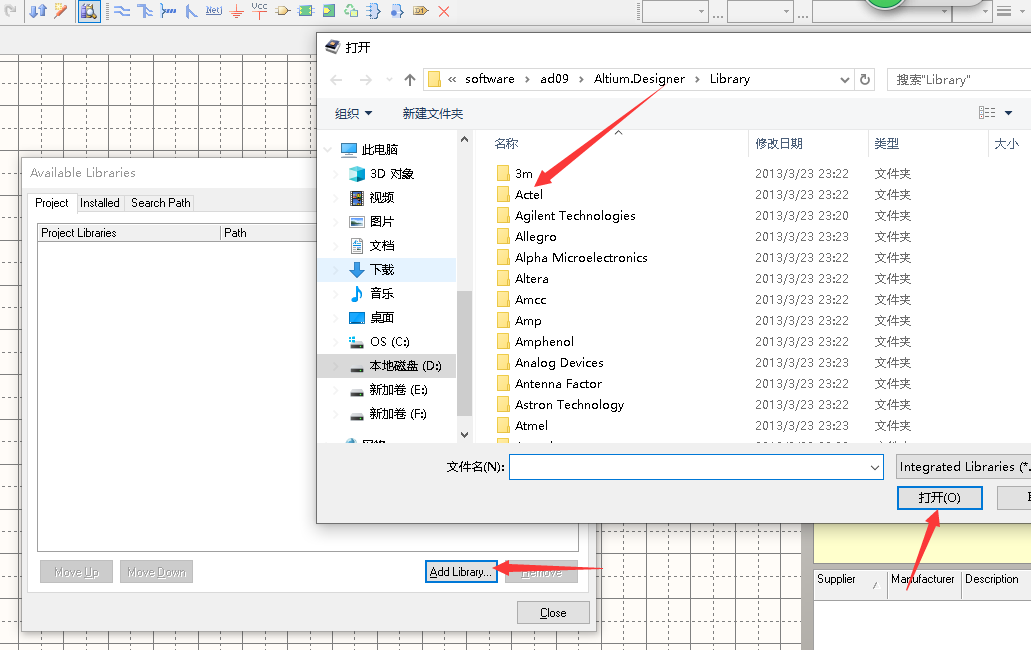 Net)
Vcc
D1
...
...
打开
« software › ad09 › Altium.Designer › Library
搜索"Library"
组织
新建文件夹
此电脑
3D 对象
视频
图片
文档
下载
音乐
桌面
OS (C:)
本地磁盘 (D:)
新加卷 (E:)
新加卷 (F:)
名称 修改日期 类型 大小
3m 2013/3/23 23:22 文件夹
Actel 2013/3/23 23:22 文件夹
Agilent Technologies 2013/3/23 23:20 文件夹
Allegro 2013/3/23 23:23 文件夹
Alpha Microelectronics 2013/3/23 23:22 文件夹
Altera 2013/3/23 23:22 文件夹
Amcc 2013/3/23 23:22 文件夹
Amp 2013/3/23 23:22 文件夹
Amphenol 2013/3/23 23:22 文件夹
Analog Devices 2013/3/23 23:23 文件夹
Antenna Factor 2013/3/23 23:22 文件夹
Astron Technology 2013/3/23 23:22 文件夹
Atmel 2013/3/23 23:23 文件夹
文件名(N):
Integrated Libraries (*.
打开(O)
Available Libraries
Project Installed Search Path
Project Libraries Path
Move Up Move Down Add Library... Remove
Close
Supplier Manufacturer Description